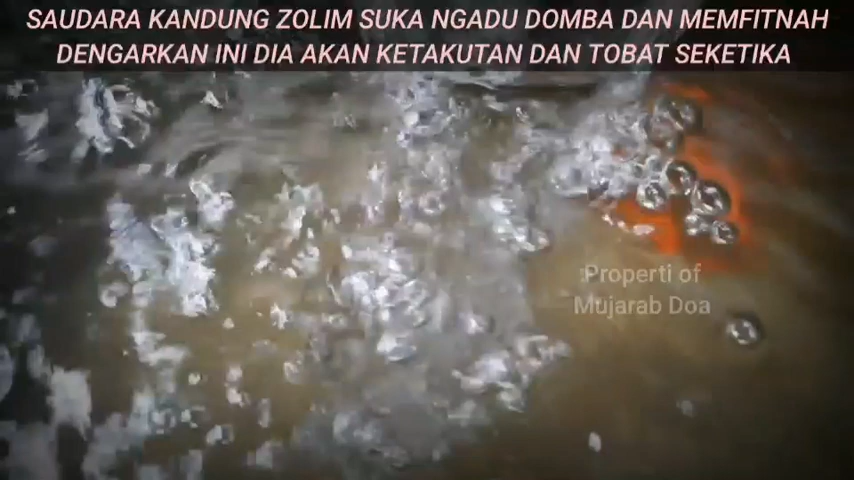 SAUDARA KANDUNG ZOLIM SUKA NGADU DOMBA DAN MEMFITNAH
DENGARKAN INI DIA AKAN KETAKUTAN DAN TOBAT SEKETIKA
Properti of
Mujarab Doa